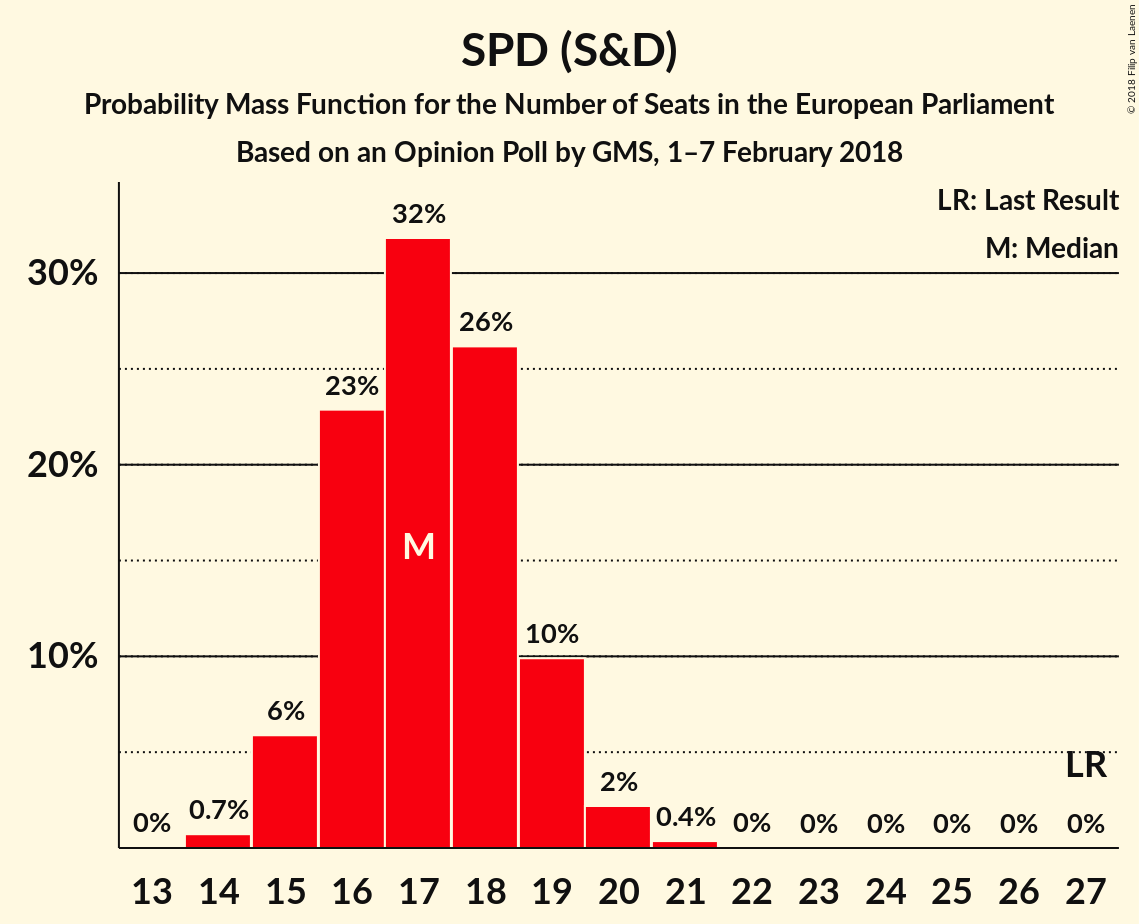 SPD (S&D)
Probability Mass Function for the Number of Seats in the European Parliament
Based on an Opinion Poll by GMS, 1–7 February 2018
© 2018 Filip van Laenen
LR: Last Result
M: Median
32%
30%
26%
23%
20%
M
10%
10%
6%
LR
2%
0% 0.7% 0.4% 0% 0% 0% 0% 0% 0%
13 14 15 16 17 18 19 20 21 22 23 24 25 26 27